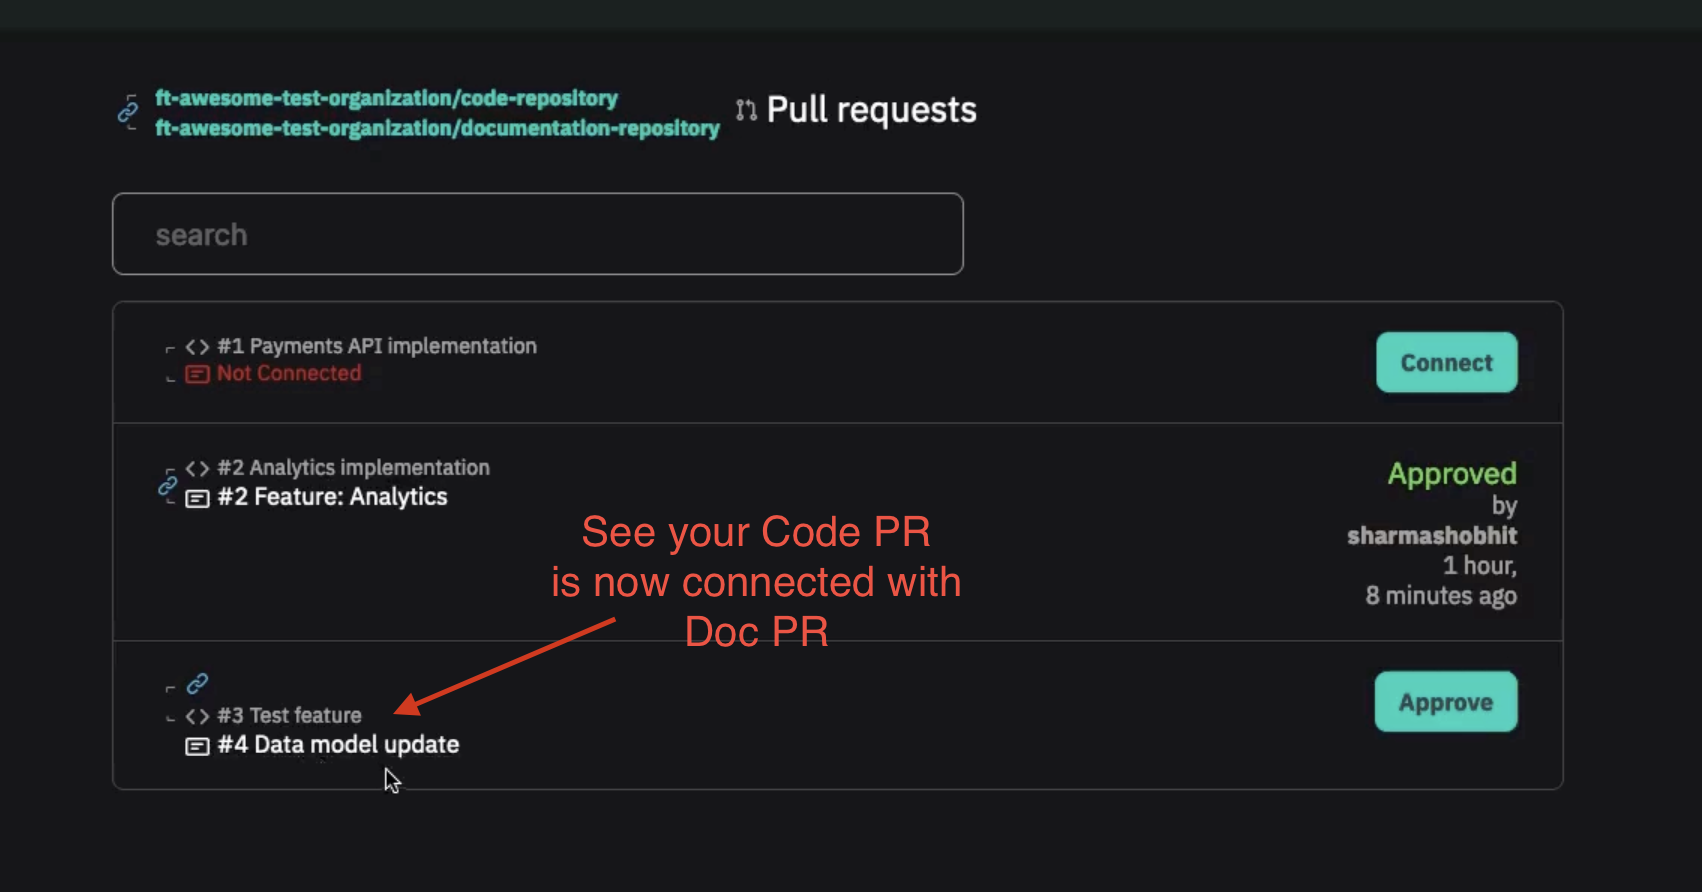 ft-awesome-test-organization/code-repository
ft-awesome-test-organization/documentation-repository
Pull requests
search
#1 Payments API implementation
Not Connected
Connect
#2 Analytics implementation
#2 Feature: Analytics
Approved
by
sharmashobhit
1 hour,
8 minutes ago
See your Code PR
is now connected with
Doc PR
#3 Test feature
#4 Data model update
Approve